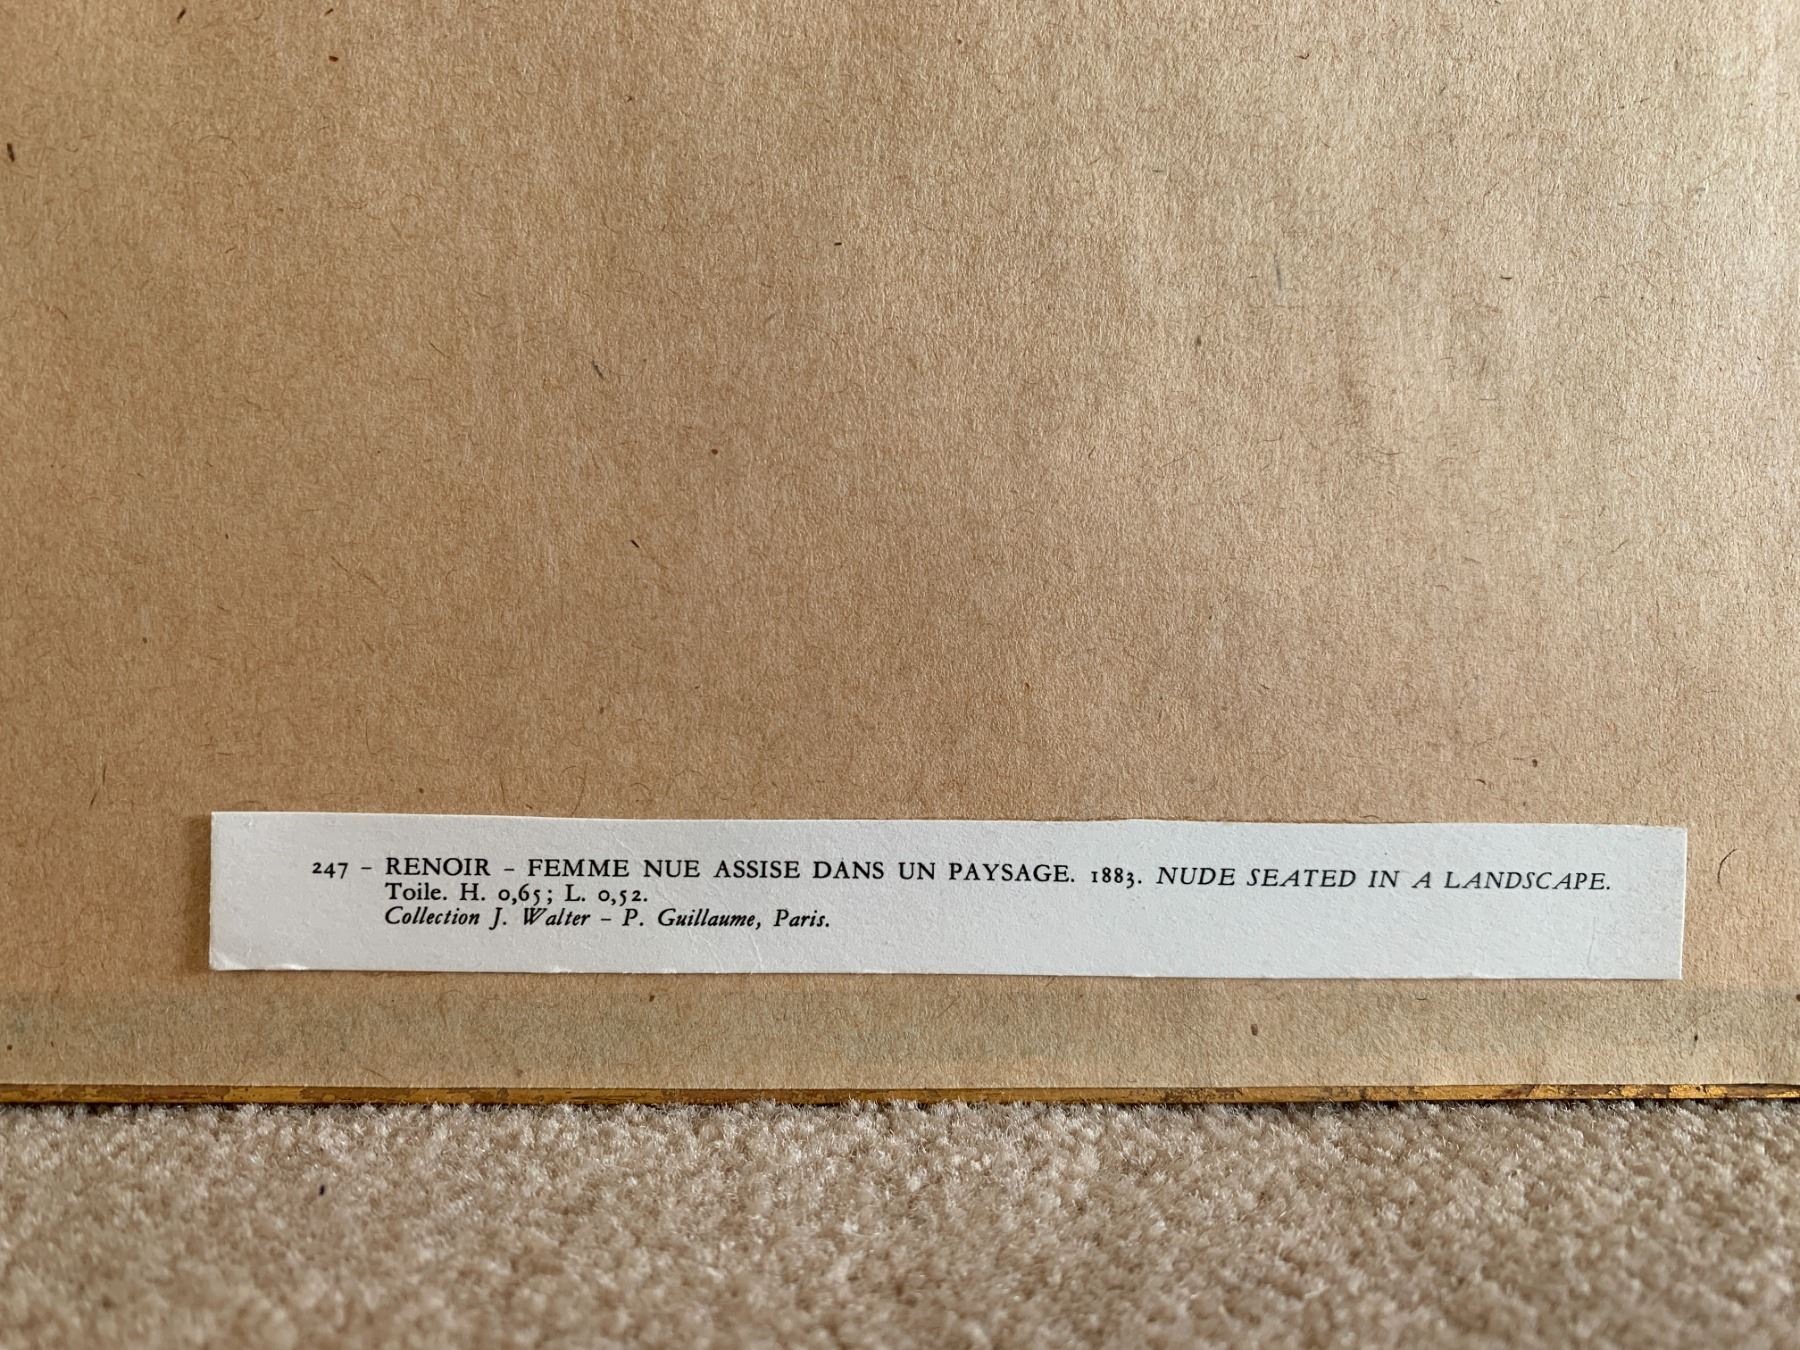 247 – RENOIR – FEMME NUE ASSISE DANS UN PAYSAGE. 1883. NUDE SEATED IN A LANDSCAPE.
Toile. H. 0,65; L. 0,52.
Collection J. Walter – P. Guillaume, Paris.